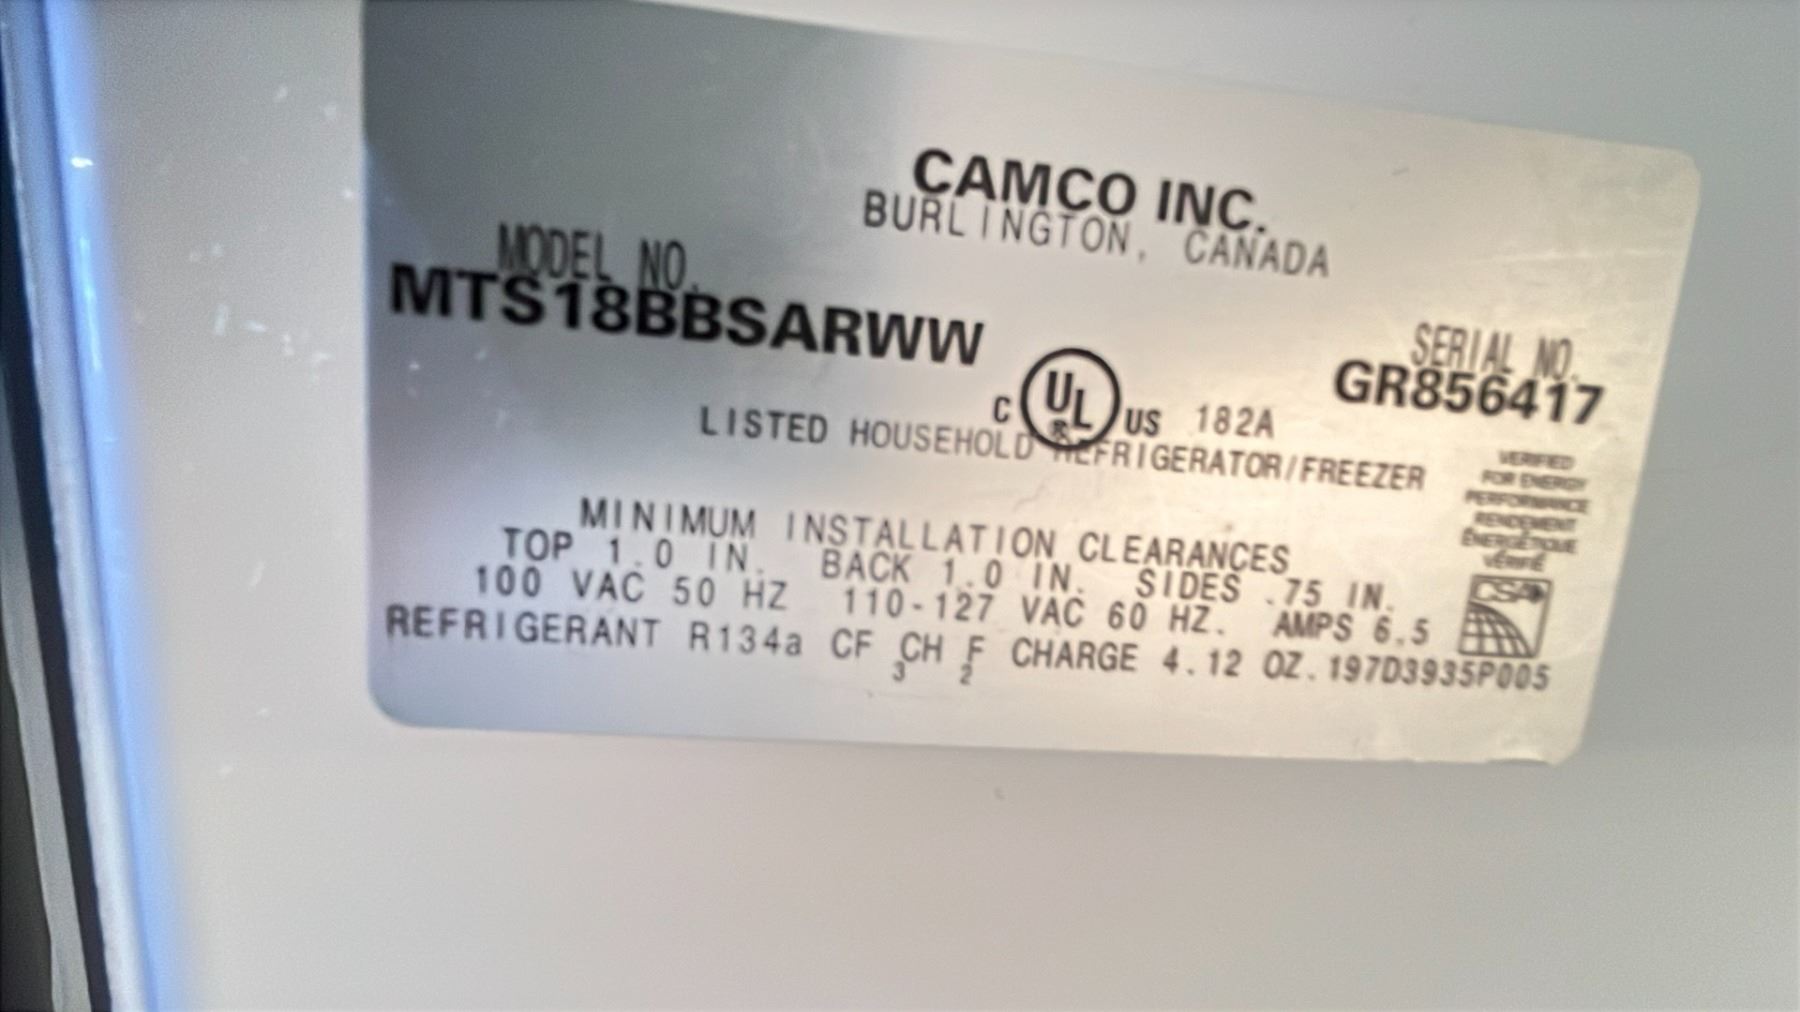 CAMCO INC.
BURLINGTON, CANADA
MODEL NO.
MTS18BBSARWW
SERIAL NO.
GR856417
C UL US 182A
LISTED HOUSEHOLD REFRIGERATOR/FREEZER
VERIFIED
FOR ENERGY
PERFORMANCE
RENDEMENT
ÉNERGÉTIQUE
VÉRIFIÉ
CSA
MINIMUM INSTALLATION CLEARANCES
TOP 1.0 IN. BACK 1.0 IN. SIDES .75 IN.
100 VAC 50 HZ 110-127 VAC 60 HZ. AMPS 6.5
REFRIGERANT R134a CF₃CH₂F CHARGE 4.12 OZ. 197D3935P005